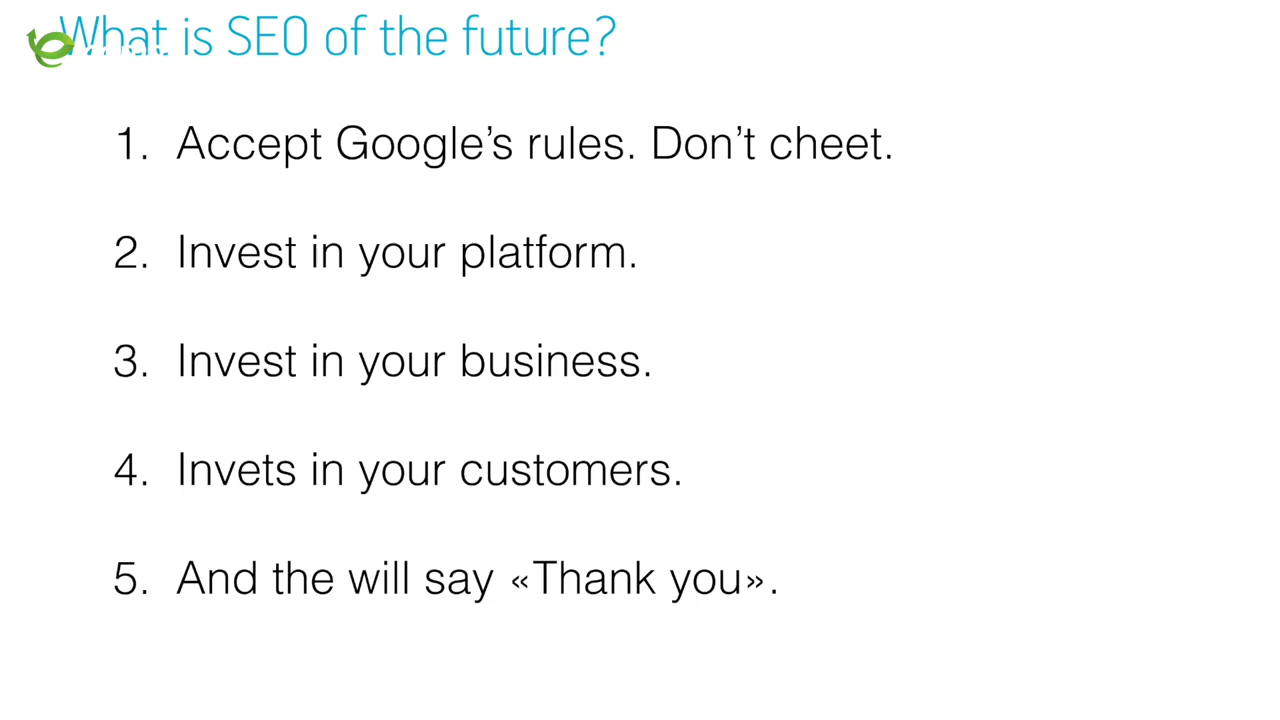 What is SEO of the future?
1. Accept Google’s rules. Don’t cheet.
2. Invest in your platform.
3. Invest in your business.
4. Invets in your customers.
5. And the will say «Thank you».